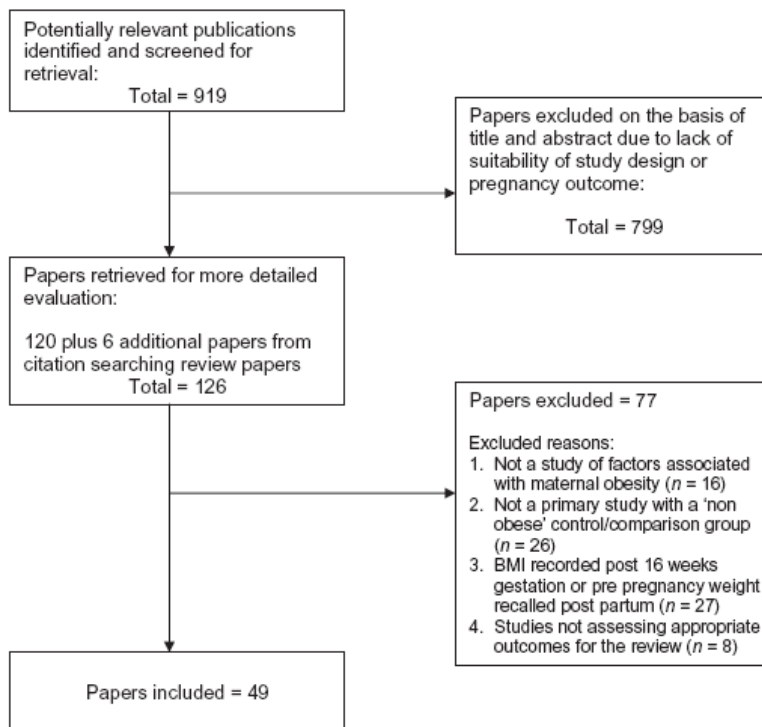 Potentially relevant publications
identified and screened for
retrieval:
Total = 919
Papers excluded on the basis of
title and abstract due to lack of
suitability of study design or
pregnancy outcome:
Total = 799
Papers retrieved for more detailed
evaluation:
120 plus 6 additional papers from
citation searching review papers
Total = 126
Papers excluded = 77
Excluded reasons:
1. Not a study of factors associated
with maternal obesity (n = 16)
2. Not a primary study with a ‘non
obese’ control/comparison group
(n = 26)
3. BMI recorded post 16 weeks
gestation or pre pregnancy weight
recalled post partum (n = 27)
4. Studies not assessing appropriate
outcomes for the review (n = 8)
Papers included = 49